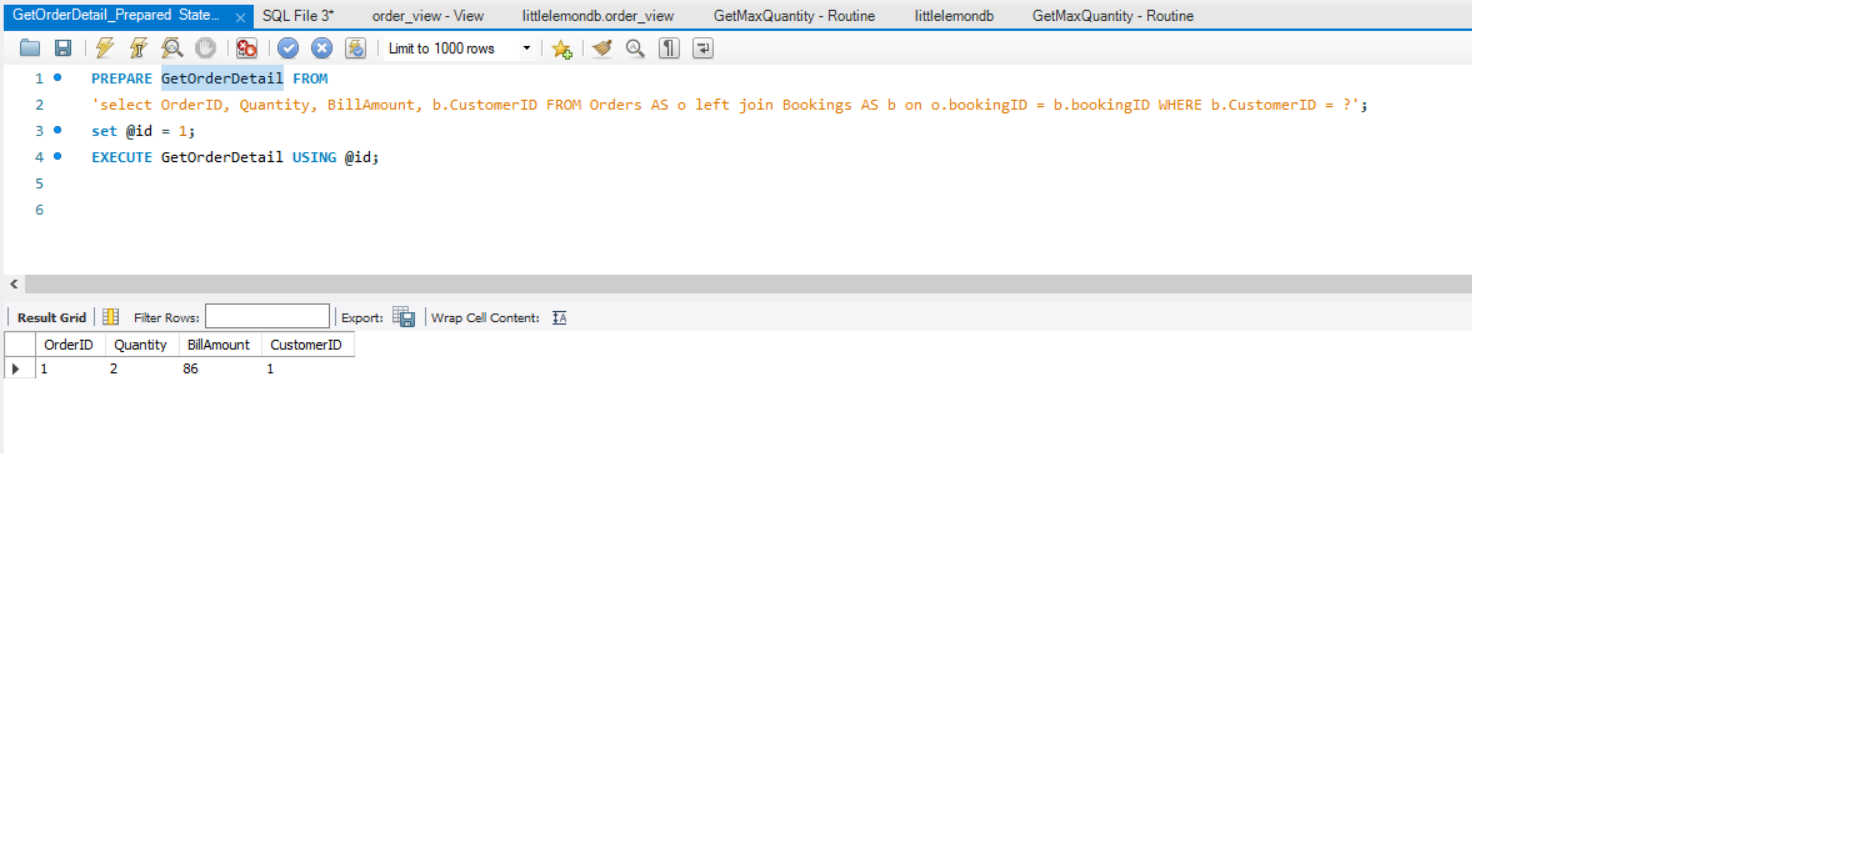 GetOrderDetail_Prepared State... SQL File 3* order_view - View littlelemondb.order_view GetMaxQuantity - Routine littlelemondb GetMaxQuantity - Routine
Limit to 1000 rows
1 PREPARE GetOrderDetail FROM
2 'select OrderID, Quantity, BillAmount, b.CustomerID FROM Orders AS o left join Bookings AS b on o.bookingID = b.bookingID WHERE b.CustomerID = ?';
3 set @id = 1;
4 EXECUTE GetOrderDetail USING @id;
5
6
Result Grid Filter Rows: Export: Wrap Cell Content:
OrderID Quantity BillAmount CustomerID
1 2 86 1